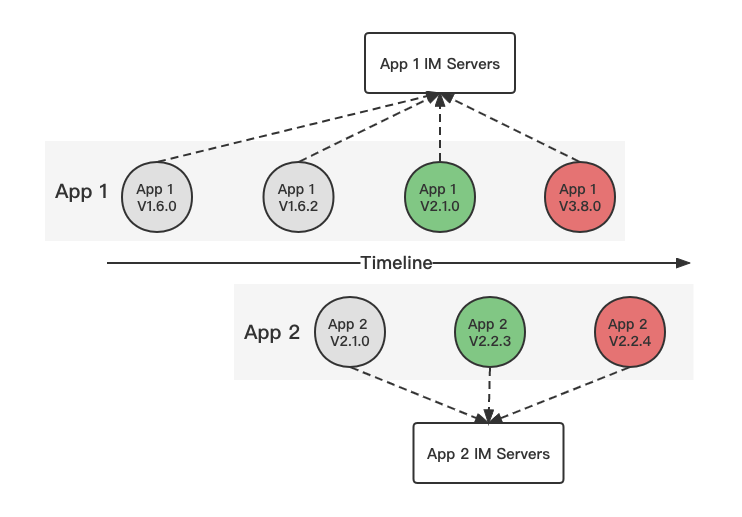 App 1 IM Servers
App 1
App 1
V1.6.0
App 1
V1.6.2
App 1
V2.1.0
App 1
V3.8.0
Timeline
App 2
App 2
V2.1.0
App 2
V2.2.3
App 2
V2.2.4
App 2 IM Servers